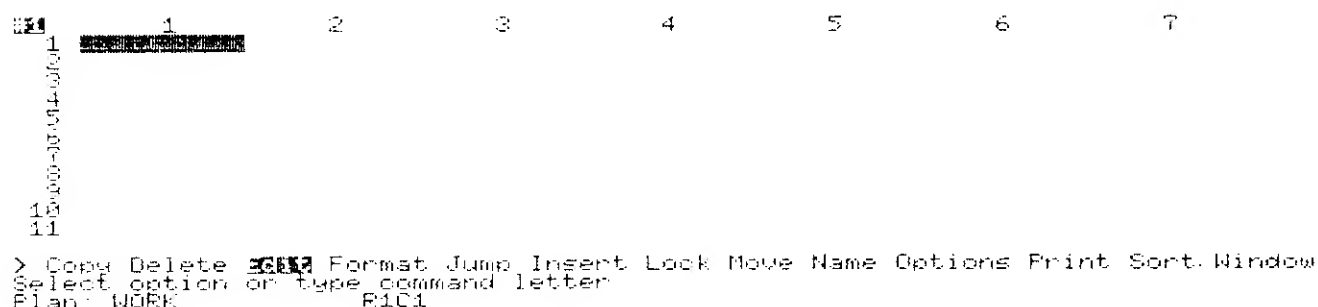 #1 1 2 3 4 5 6 7
1
2
3
4
5
6
7
8
9
10
11
> Copy Delete Edit Format Jump Insert Lock Move Name Options Print Sort Window
Select option or type command letter
Plan: WORK R1C1